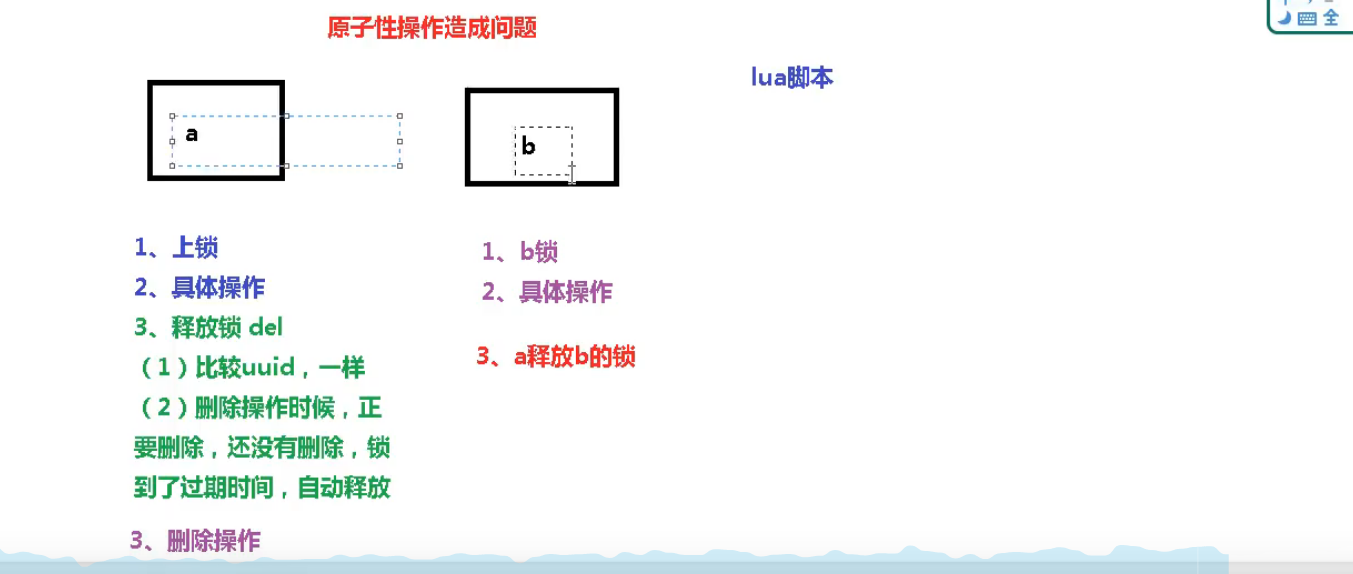 原子性操作造成问题
全
lua脚本
a
b
1、上锁
2、具体操作
3、释放锁 del
（1）比较uuid，一样
（2）删除操作时候，正
要删除，还没有删除，锁
到了过期时间，自动释放
3、删除操作
1、b锁
2、具体操作
3、a释放b的锁